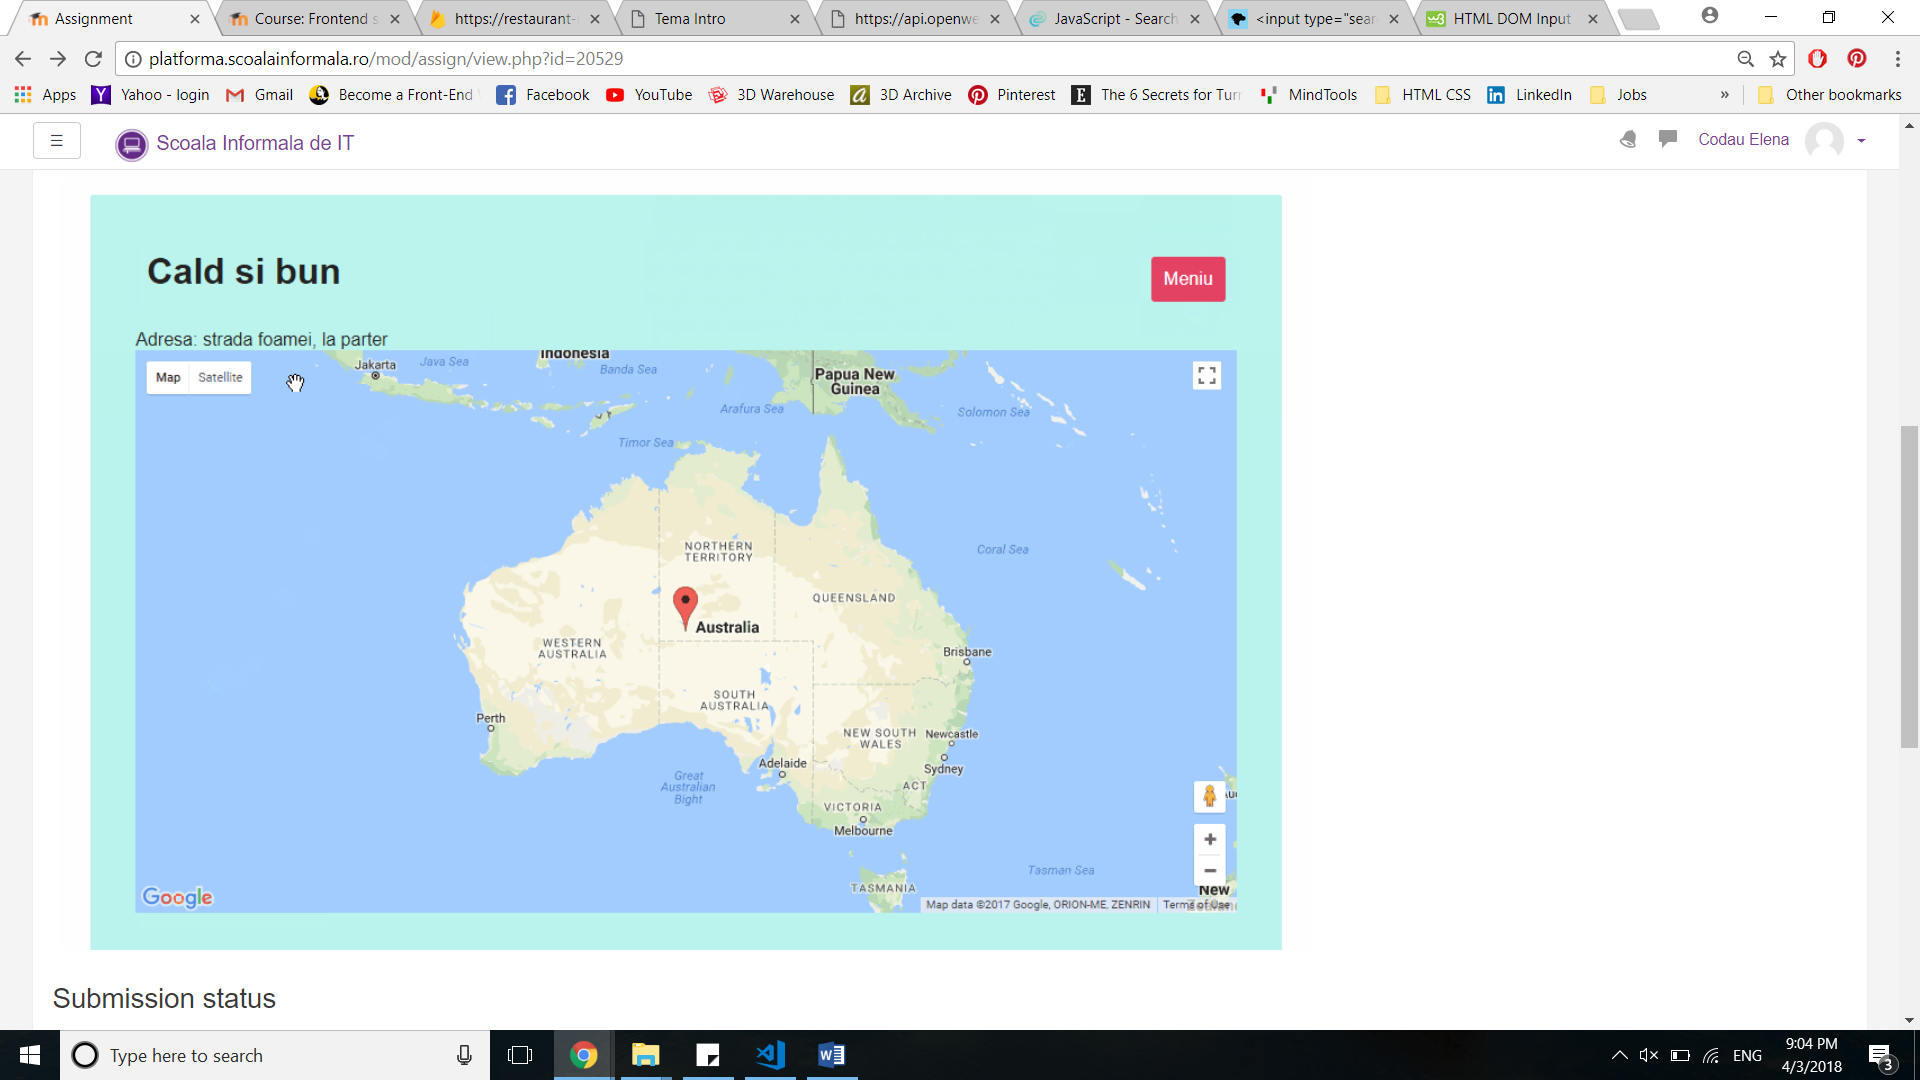 Assignment
Course: Frontend s
https://restaurant-
Tema Intro
https://api.openwe
JavaScript - Search
<input type="sear
HTML DOM Input
platforma.scoalainformala.ro/mod/assign/view.php?id=20529
Apps
Yahoo - login
Gmail
Become a Front-End
Facebook
YouTube
3D Warehouse
3D Archive
Pinterest
The 6 Secrets for Tur
MindTools
HTML CSS
LinkedIn
Jobs
»
Other bookmarks
Scoala Informala de IT
Codau Elena
Cald si bun
Meniu
Adresa: strada foamei, la parter
Map
Satellite
Jakarta
Java Sea
Indonesia
Banda Sea
Papua New
Guinea
Arafura Sea
Solomon Sea
Timor Sea
NORTHERN
TERRITORY
Coral Sea
QUEENSLAND
Australia
WESTERN
AUSTRALIA
Brisbane
SOUTH
AUSTRALIA
Perth
NEW SOUTH
WALES
Newcastle
Adelaide
Sydney
Great
Australian
Bight
ACT
VICTORIA
Melbourne
Tasman Sea
TASMANIA
New
Google
Map data ©2017 Google, ORION-ME, ZENRIN
Terms of Use
Submission status
Type here to search
ENG
9:04 PM
4/3/2018
3